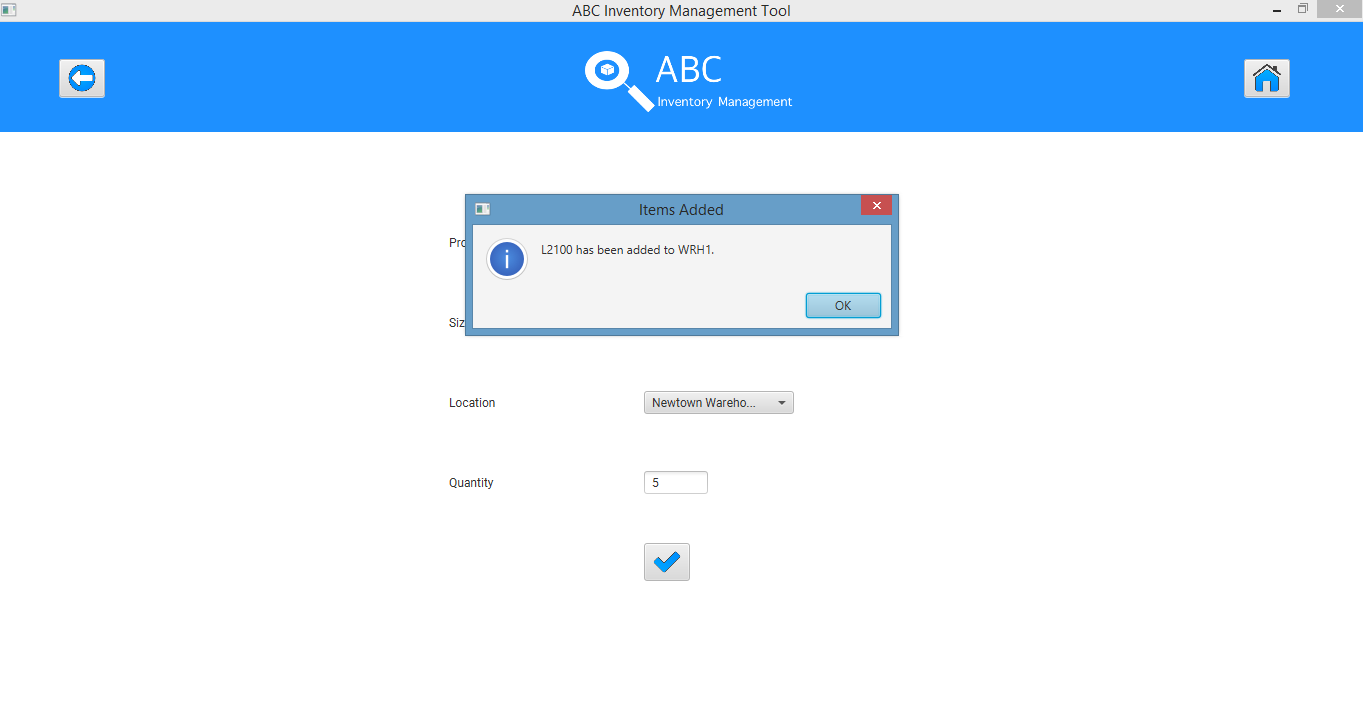 ABC Inventory Management Tool
ABC
Inventory Management
Items Added
L2100 has been added to WRH1.
OK
Pro
Siz
Location
Newtown Wareho...
Quantity
5